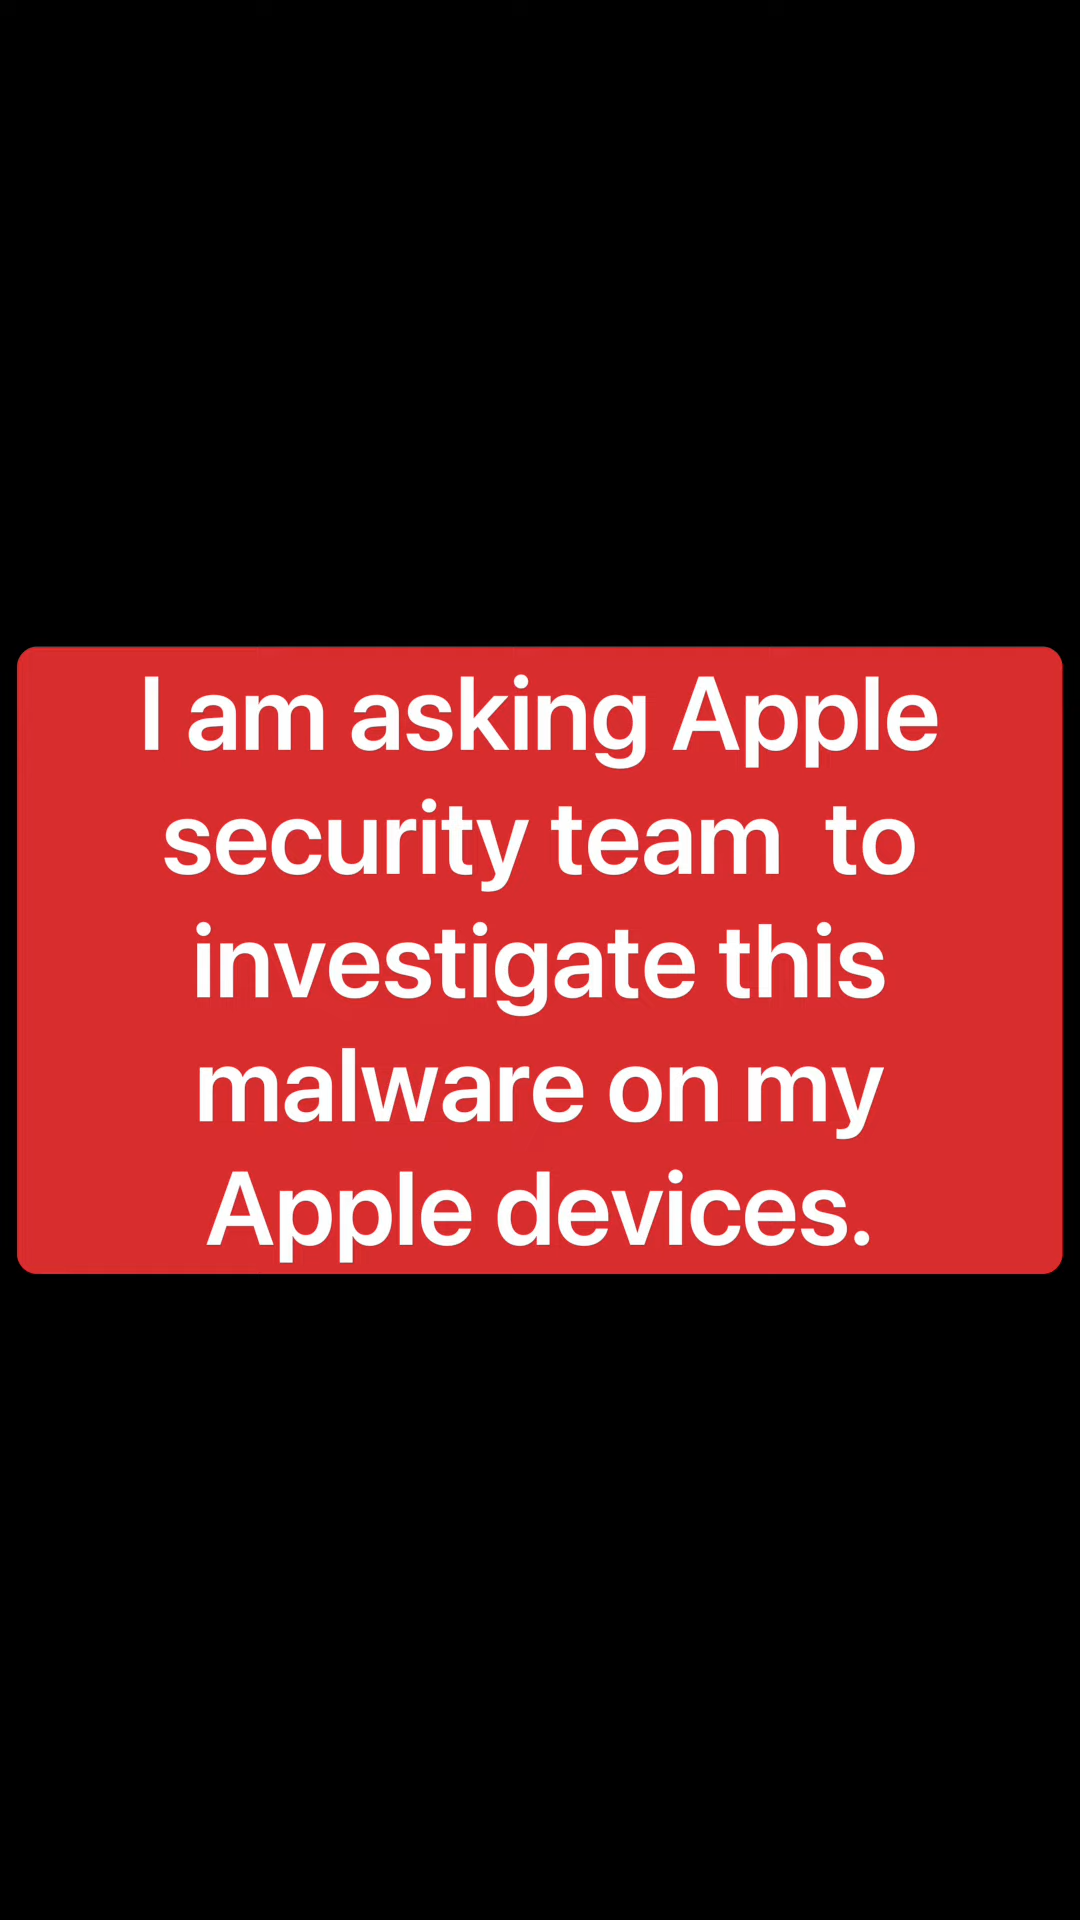 I am asking Apple
security team  to
investigate this
malware on my
Apple devices.